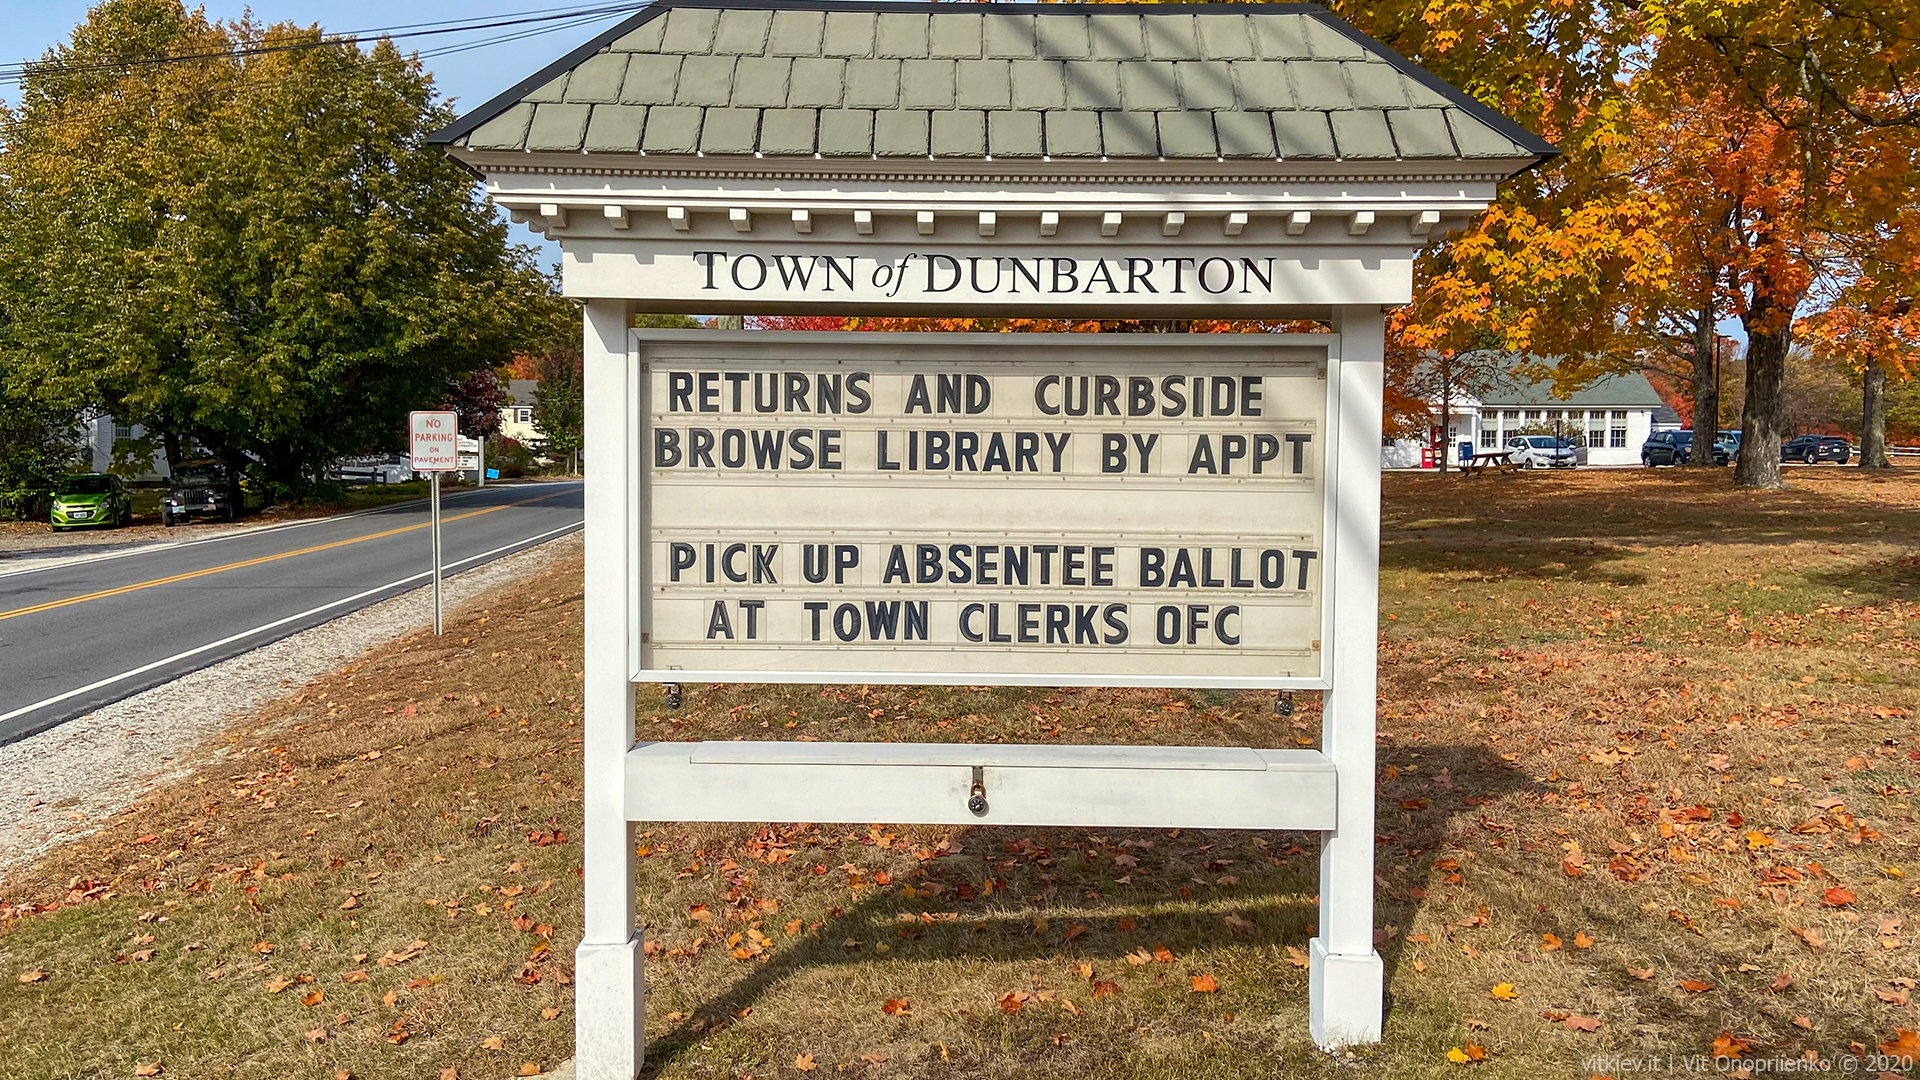 TOWN of DUNBARTON
RETURNS AND CURBSIDE
BROWSE LIBRARY BY APPT
PICK UP ABSENTEE BALLOT
AT TOWN CLERKS OFC
NO
PARKING
ON
PAVEMENT
vitkiev.it | Vit Onopriienko © 2020